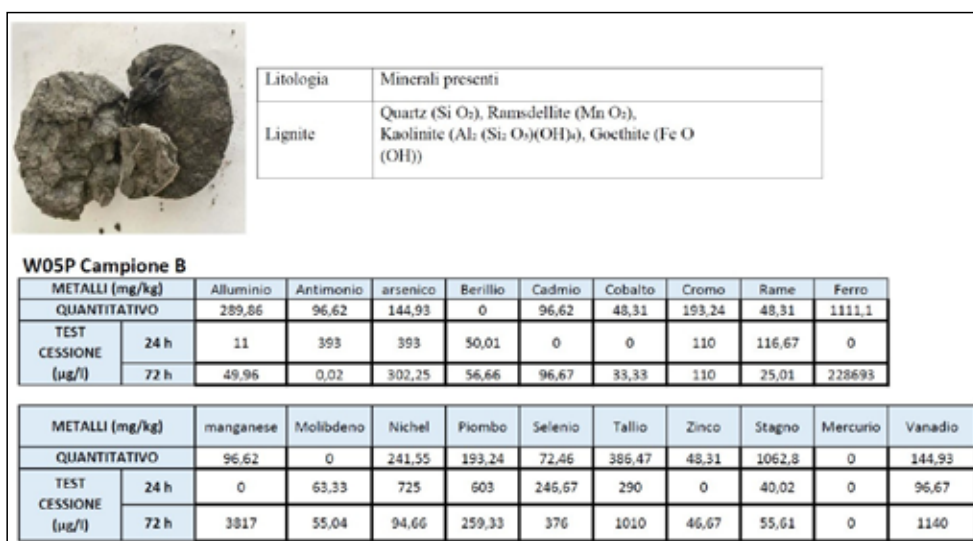 Litologia Minerali presenti
Lignite Quartz (Si O₂), Ramsdellite (Mn O₂),
Kaolinite (Al₂ (Si₂ O₅)(OH)₄), Goethite (Fe O
(OH))
W05P Campione B
METALLI (mg/kg) Alluminio Antimonio arsenico Berillio Cadmio Cobalto Cromo Rame Ferro
QUANTITATIVO 289,86 96,62 144,93 0 96,62 48,31 193,24 48,31 1111,1
TEST CESSIONE (µg/l) 24 h 11 393 393 50,01 0 0 110 116,67 0
72 h 49,96 0,02 302,25 56,66 96,67 33,33 110 25,01 228693
METALLI (mg/kg) manganese Molibdeno Nichel Piombo Selenio Tallio Zinco Stagno Mercurio Vanadio
QUANTITATIVO 96,62 0 241,55 193,24 72,46 386,47 48,31 1062,8 0 144,93
TEST CESSIONE (µg/l) 24 h 0 63,33 725 603 246,67 290 0 40,02 0 96,67
72 h 3817 55,04 94,66 259,33 376 1010 46,67 55,61 0 1140